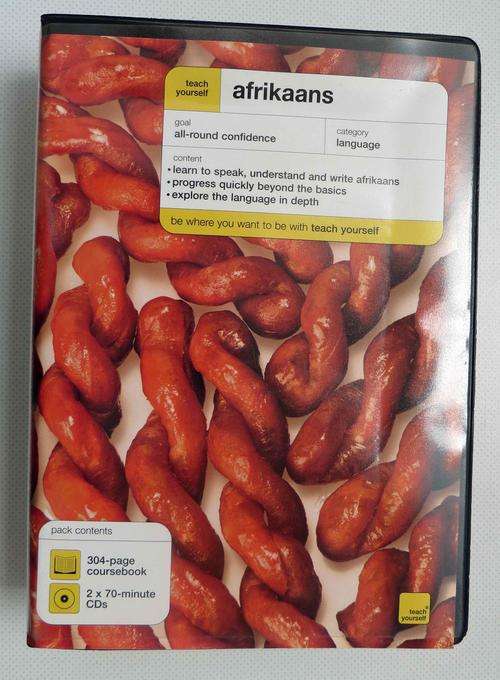 teach
yourself
afrikaans
goal
all-round confidence
category
language
content
• learn to speak, understand and write afrikaans
• progress quickly beyond the basics
• explore the language in depth
be where you want to be with teach yourself
pack contents
304-page
coursebook
2 x 70-minute
CDs
teach®
yourself